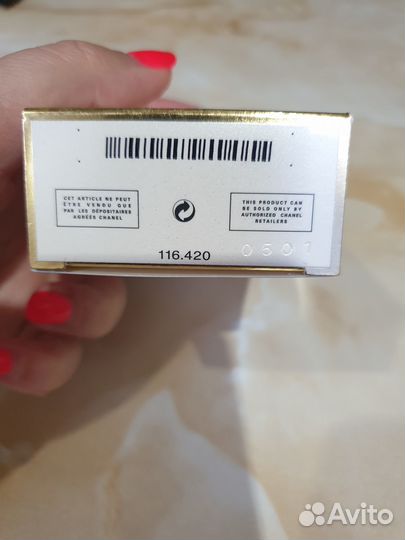 CET ARTICLE NE PEUT
ÊTRE VENDU QUE
PAR LES DÉPOSITAIRES
AGRÉÉS CHANEL
THIS PRODUCT CAN
BE SOLD ONLY BY
AUTHORIZED CHANEL
RETAILERS
116.420
0501
Avito